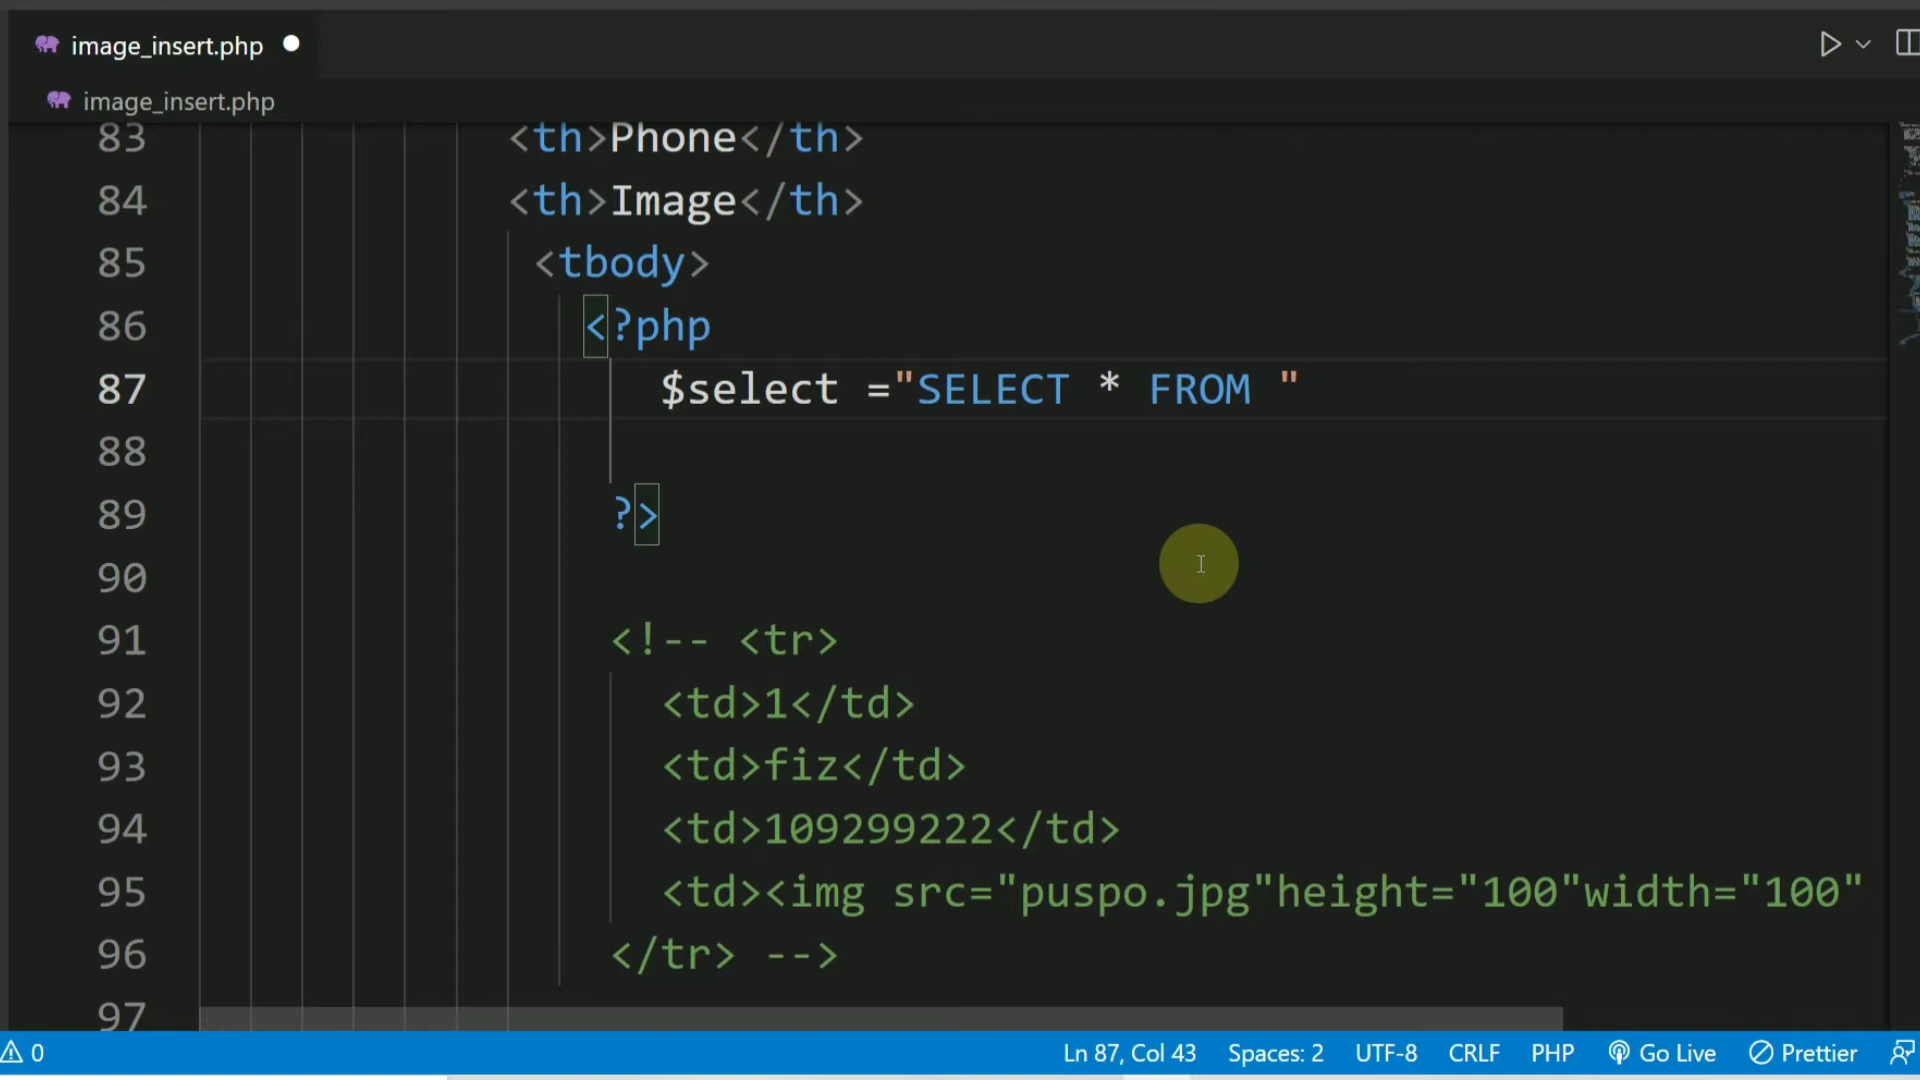 image_insert.php
image_insert.php
83 <th>Phone</th>
84 <th>Image</th>
85 <tbody>
86 <?php
87 $select ="SELECT * FROM "
88
89 ?>
90
91 <!-- <tr>
92 <td>1</td>
93 <td>fiz</td>
94 <td>109299222</td>
95 <td><img src="puspo.jpg"height="100"width="100"
96 </tr> -->
97
0 Ln 87, Col 43 Spaces: 2 UTF-8 CRLF PHP Go Live Prettier